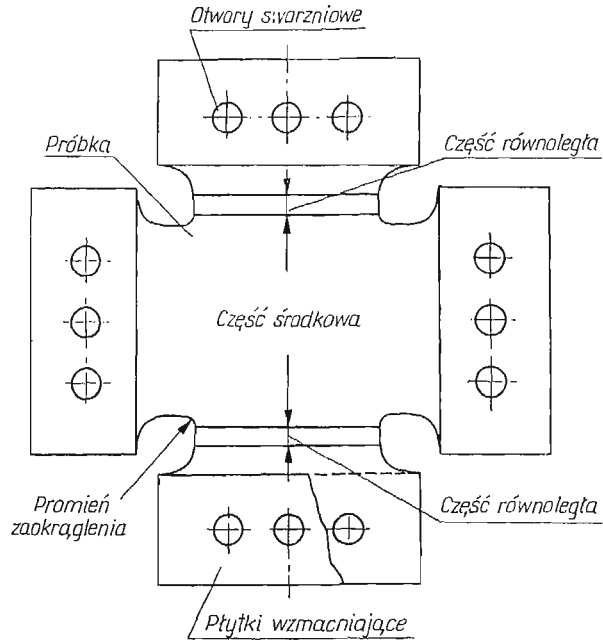 Otwory sworzniowe
Próbka
Część równoległa
Część środkowa
Promień
zaokrąglenia
Część równoległa
Płytki wzmacniające